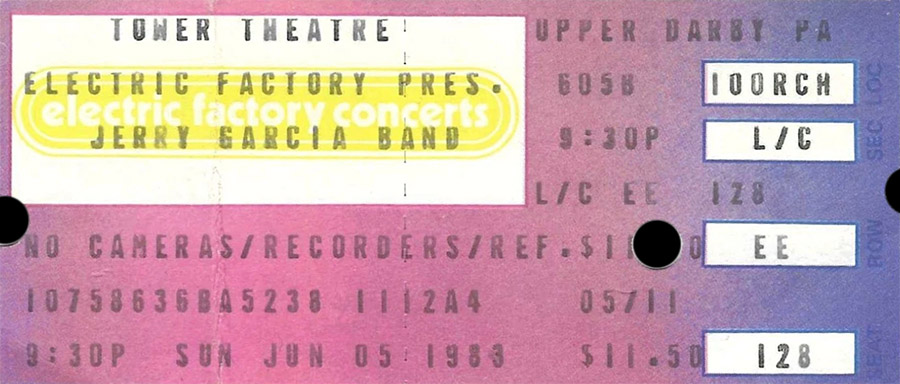 TOWER THEATRE UPPER DARBY PA
ELECTRIC FACTORY PRES. 6058 100RCH
electric factory concerts
JERRY GARCIA BAND 9:30P L/C
L/C EE 128
NO CAMERAS/RECORDERS/REF. EE
10758636BA5238 1112A4 05/11
9:30P SUN JUN 05 1983 $11.50 128
SEC LOC
ROW
SEAT